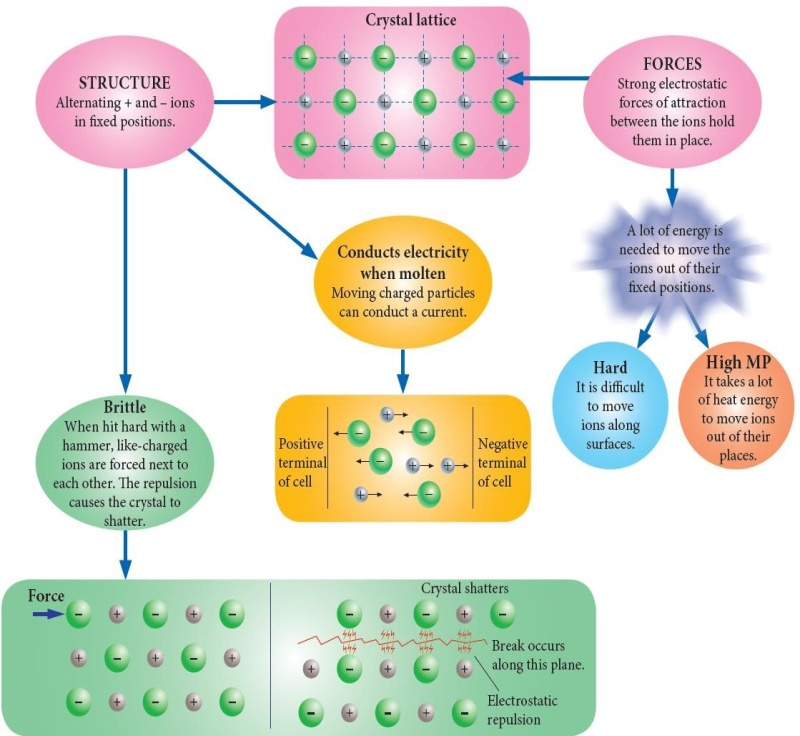 Crystal lattice
STRUCTURE
Alternating + and – ions
in fixed positions.
FORCES
Strong electrostatic
forces of attraction
between the ions hold
them in place.
– + – + – +
+ – + – + –
– + – + – +
A lot of energy is
needed to move the
ions out of their
fixed positions.
Conducts electricity
when molten
Moving charged particles
can conduct a current.
Hard
It is difficult
to move
ions along
surfaces.
High MP
It takes a lot
of heat energy
to move ions
out of their
places.
Brittle
When hit hard with a
hammer, like-charged
ions are forced next to
each other. The repulsion
causes the crystal to
shatter.
Positive
terminal
of cell
+
– –
– + +
+ –
Negative
terminal
of cell
Force
– + – + –
+ – + – +
– + – + –
Crystal shatters
– + – + –
Break occurs
along this plane.
+ – + – +
Electrostatic
repulsion
– + – + –